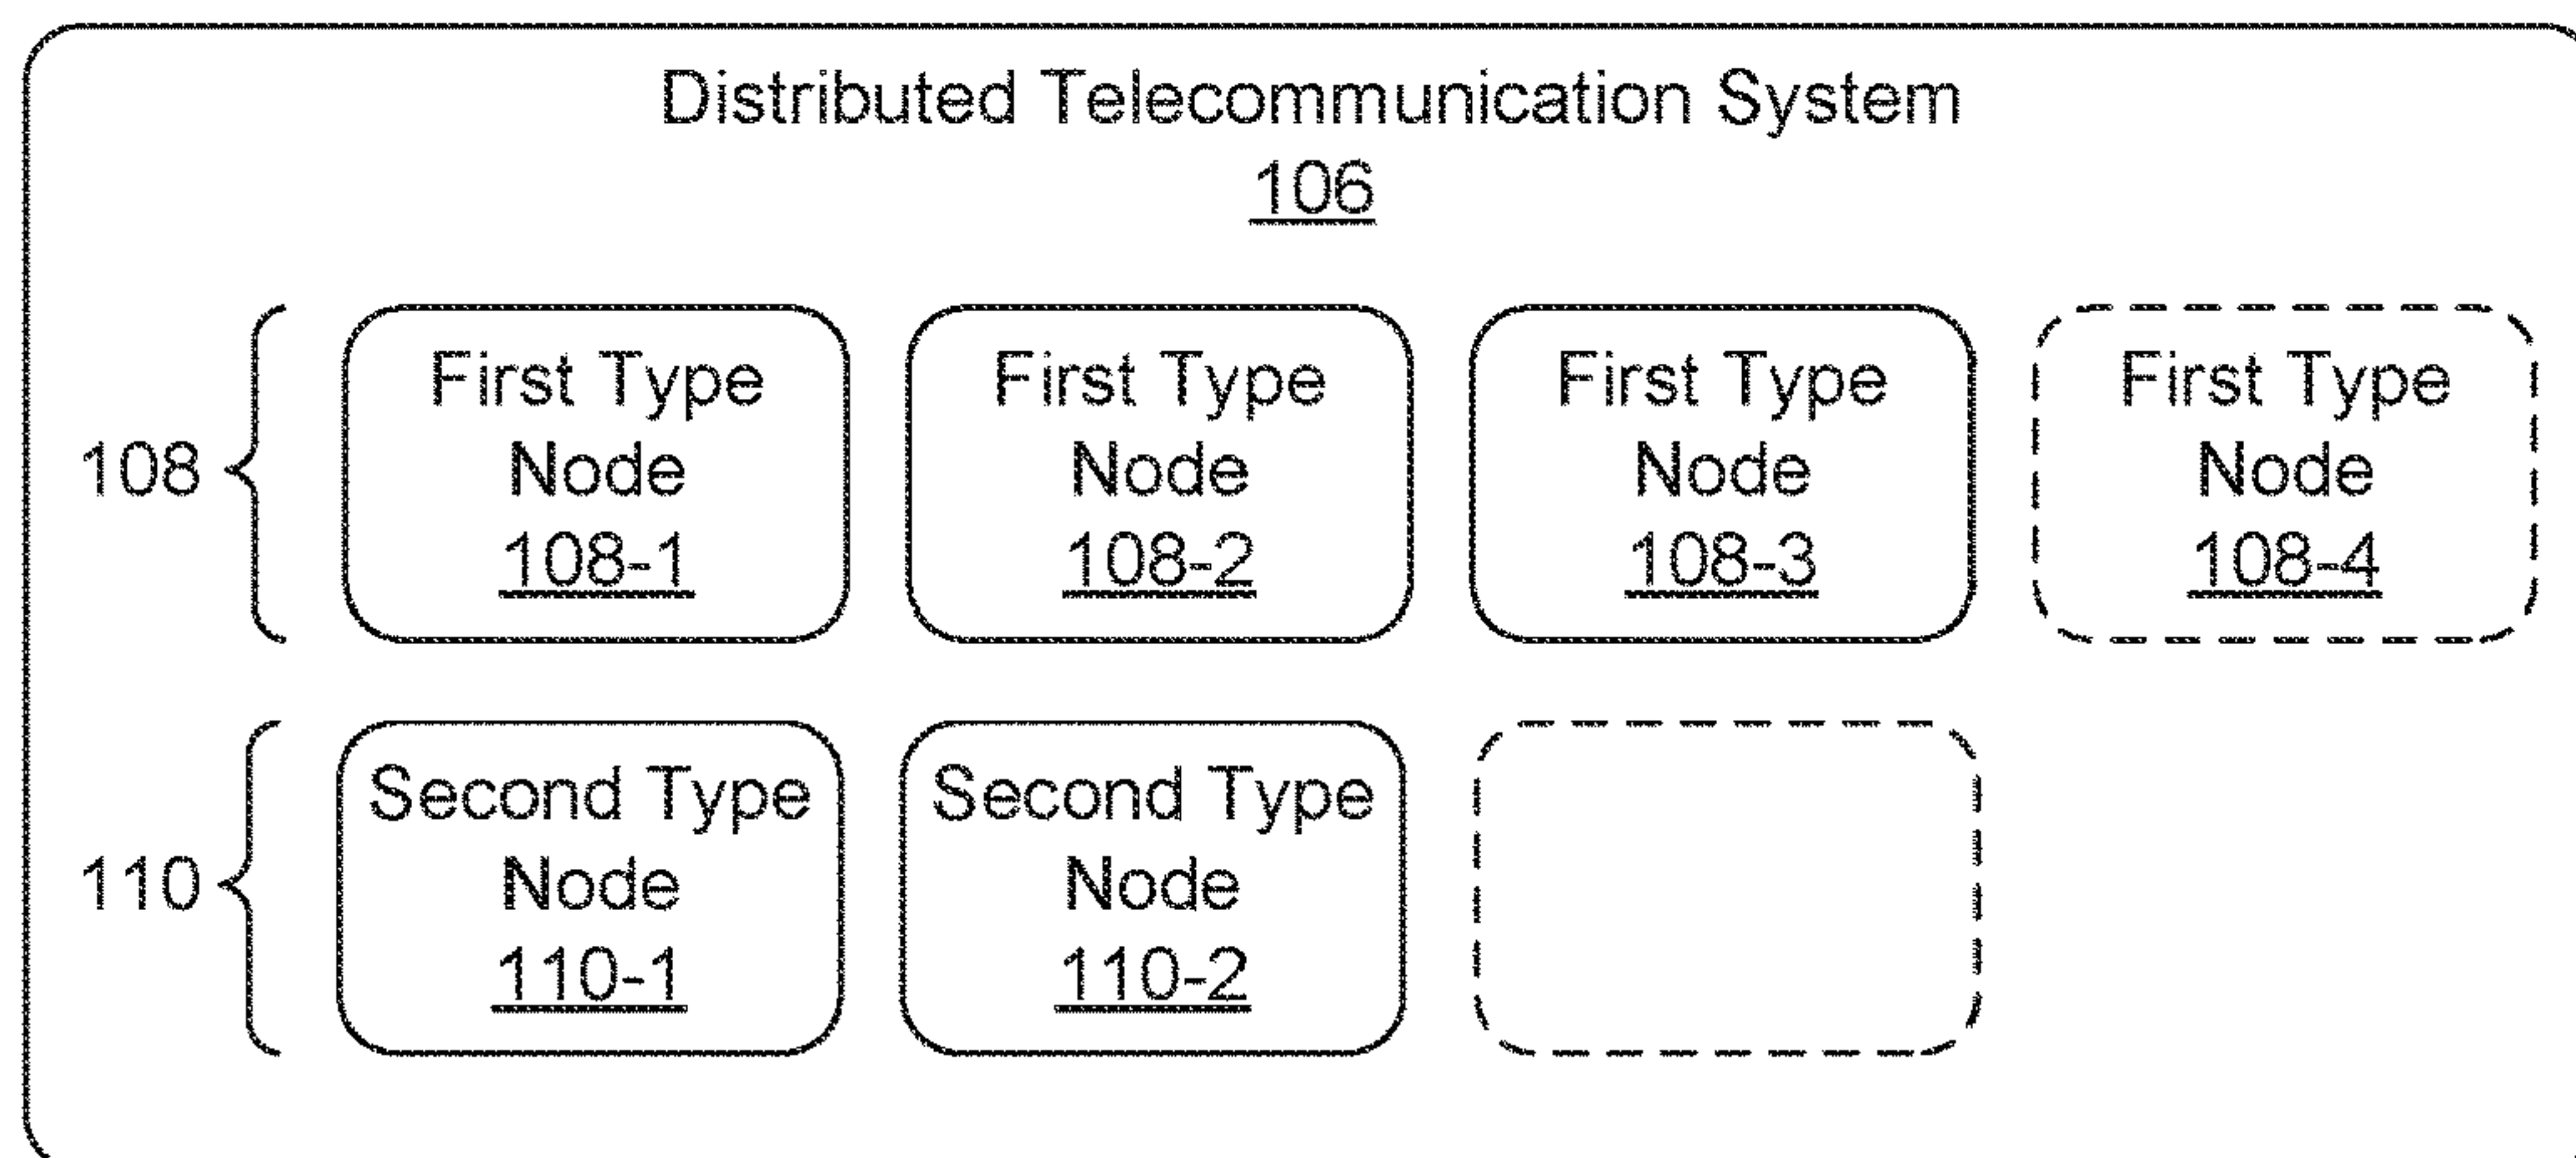 Distributed Telecommunication System
106
108
First Type
Node
108-1
First Type
Node
108-2
First Type
Node
108-3
First Type
Node
108-4
110
Second Type
Node
110-1
Second Type
Node
110-2